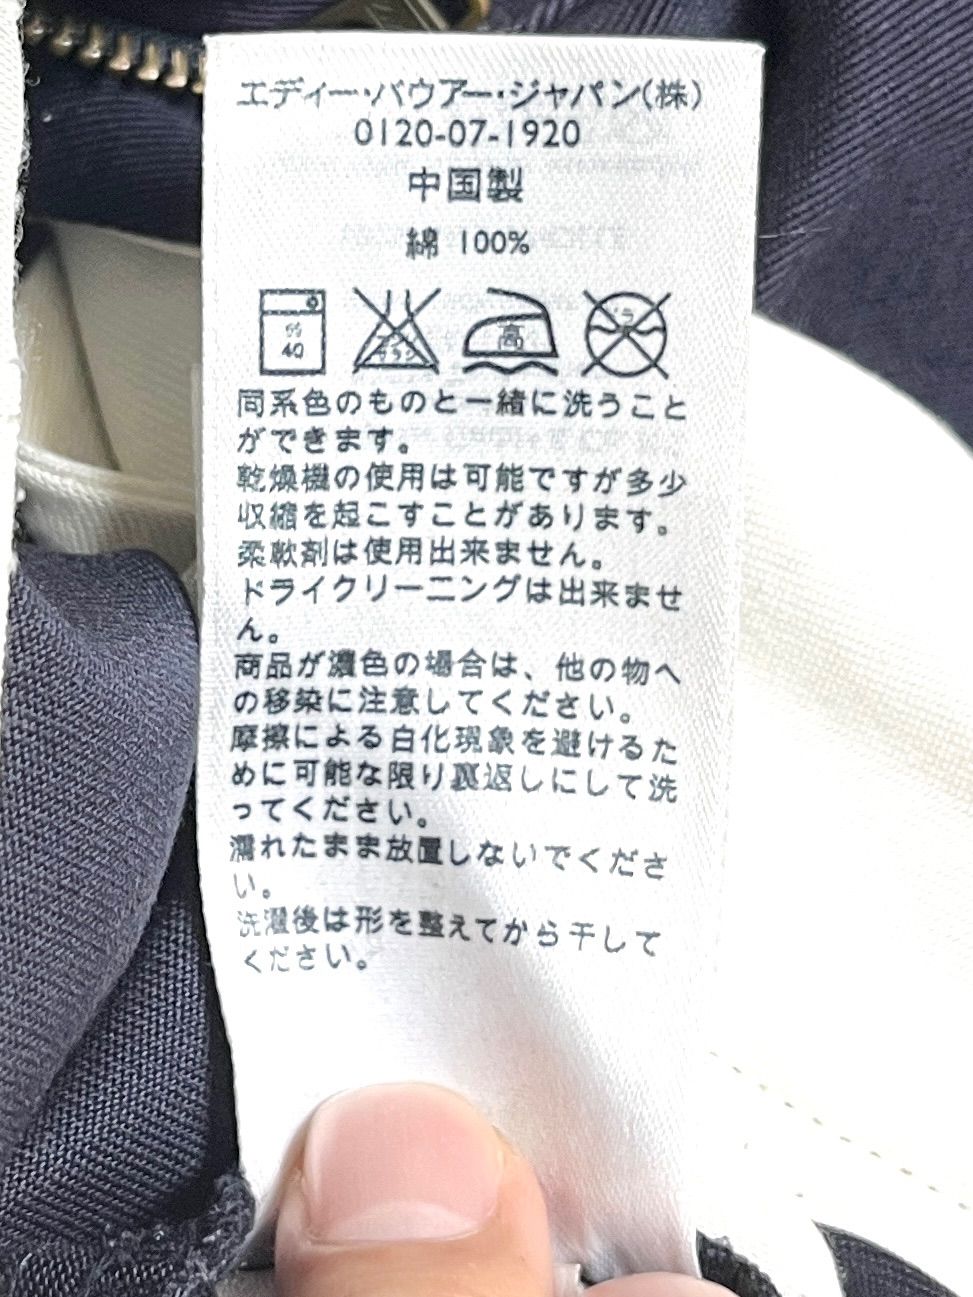 エディー・バウアー・ジャパン(株)
0120-07-1920
中国製
綿 100%
40
高
同系色のものと一緒に洗うこと
ができます。
乾燥機の使用は可能ですが多少
収縮を起こすことがあります。
柔軟剤は使用出来ません。
ドライクリーニングは出来ませ
ん。
商品が濃色の場合は、他の物へ
の移染に注意してください。
摩擦による白化現象を避けるた
めに可能な限り裏返しにして洗
ってください。
濡れたまま放置しないでくださ
い。
洗濯後は形を整えてから干して
ください。